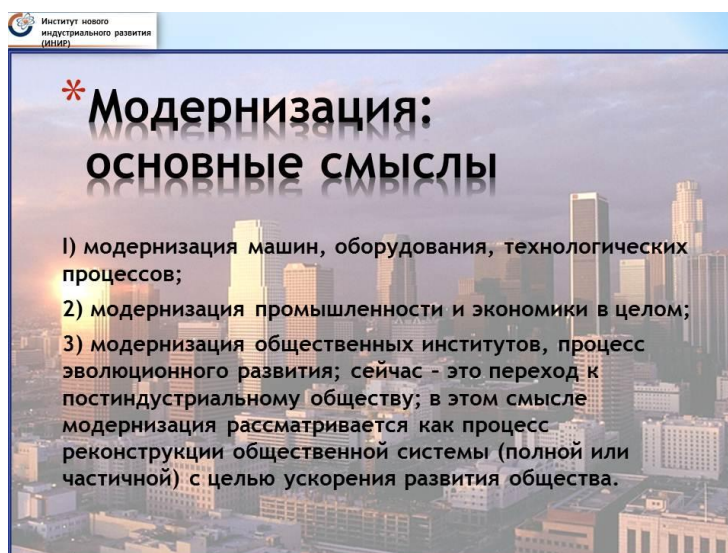 Институт нового
индустриального развития
(ИНИР)
*Модернизация:
основные смыслы
I) модернизация машин, оборудования, технологических
процессов;
2) модернизация промышленности и экономики в целом;
3) модернизация общественных институтов, процесс
эволюционного развития; сейчас – это переход к
постиндустриальному обществу; в этом смысле
модернизация рассматривается как процесс
реконструкции общественной системы (полной или
частичной) с целью ускорения развития общества.